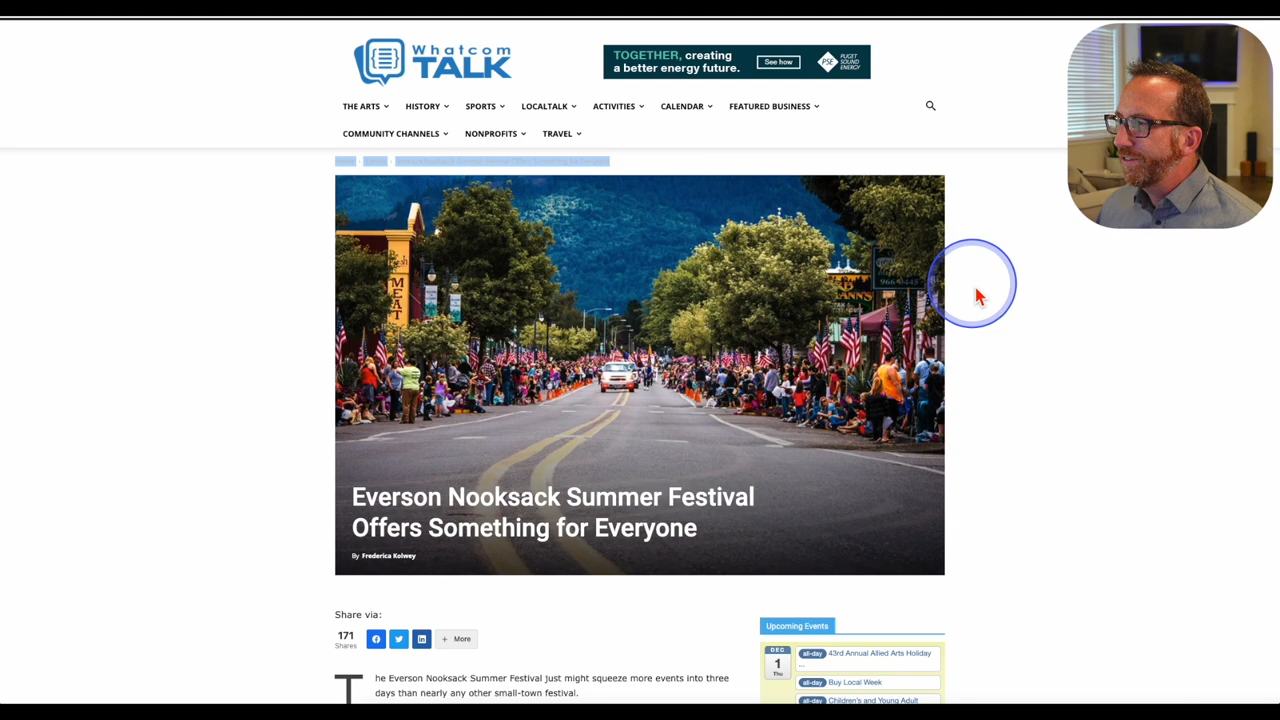 Whatcom
TALK
TOGETHER, creating
a better energy future.
See how
PSE
PUGET
SOUND
ENERGY
THE ARTS
HISTORY
SPORTS
LOCALTALK
ACTIVITIES
CALENDAR
FEATURED BUSINESS
COMMUNITY CHANNELS
NONPROFITS
TRAVEL
MEAT
Everson Nooksack Summer Festival
Offers Something for Everyone
By Frederica Kolwey
Share via:
171
Shares
+ More
The Everson Nooksack Summer Festival just might squeeze more events into three
days than nearly any other small-town festival.
Upcoming Events
DEC
1
Thu
all-day 43rd Annual Allied Arts Holiday
...
all-day Buy Local Week
all-day Children's and Young Adult